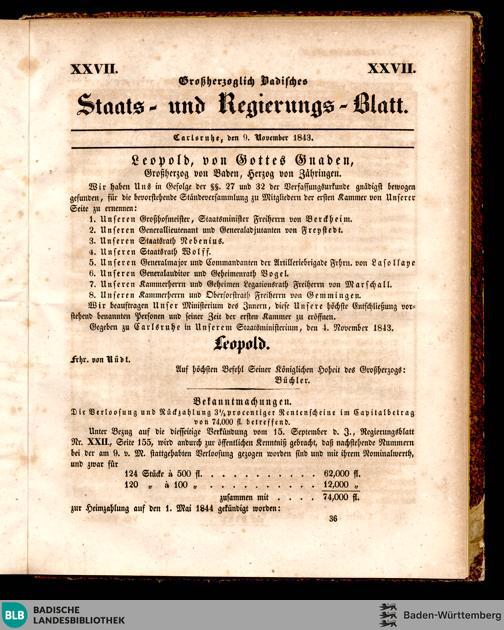 XXVII. XXVII.
Großherzoglich Badisches
Staats- und Regierungs-Blatt.
Carlsruhe, den 9. November 1843.
Leopold, von Gottes Gnaden,
Großherzog von Baden, Herzog von Zähringen.
Wir haben Uns in Gefolge der §§. 27 und 32 der Verfassungsurkunde gnädigst bewogen
gefunden, für die bevorstehende Ständeversammlung zu Mitgliedern der ersten Kammer von Unserer
Seite zu ernennen:
1. Unseren Großhofmeister, Staatsminister Freiherrn von Berckheim.
2. Unseren Generallieutenant und Generaladjutanten von Freystedt.
3. Unseren Staatsrath Nebenius.
4. Unseren Staatsrath Wolff.
5. Unseren Generalmajor und Commandanten der Artilleriebrigade Frhrn. von Lasollaye
6. Unseren Generalauditor und Geheimenrath Vogel.
7. Unseren Kammerherrn und Geheimen Legationsrath Freiherrn von Marschall.
8. Unseren Kammerherrn und Oberforstrath Freiherrn von Gemmingen.
Wir beauftragen Unser Ministerium des Innern, diese Unsere höchste Entschließung vor-
stehend benannten Personen und seiner Zeit der ersten Kammer zu eröffnen.
Gegeben zu Carlsruhe in Unserem Staatsministerium, den 4. November 1843.
Leopold.
Frhr. von Rüdt.
Auf höchsten Befehl Seiner Königlichen Hoheit des Großherzogs:
Büchler.
Bekanntmachungen.
Die Verloosung und Rückzahlung 3½procentiger Rentenscheine im Capitalbetrag
von 74,000 fl. betreffend.
Unter Bezug auf die diesseitige Verkündung vom 15. September d. J., Regierungsblatt
Nr. XXII, Seite 155, wird andurch zur öffentlichen Kenntniß gebracht, daß nachstehende Nummern
bei der am 9. v. M. stattgehabten Verloosung gezogen worden sind und mit ihrem Nominalwerth,
und zwar für
124 Stücke à 500 fl. . . . . . . . . . . . 62,000 fl.
120 „ à 100 „ . . . . . . . . . . . 12,000 „
zusammen mit . . . . 74,000 fl.
zur Heimzahlung auf den 1. Mai 1844 gekündigt worden:
36
BLB BADISCHE
LANDESBIBLIOTHEK
Baden-Württemberg